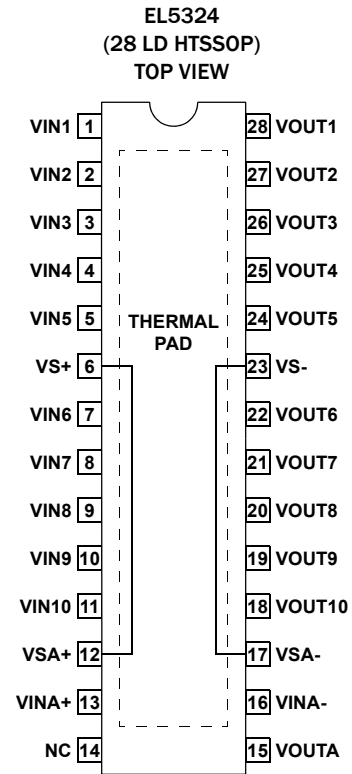 EL5324
(28 LD HTSSOP)
TOP VIEW
VIN1 1 28 VOUT1
VIN2 2 27 VOUT2
VIN3 3 26 VOUT3
VIN4 4 25 VOUT4
VIN5 5 24 VOUT5
THERMAL
PAD
VS+ 6 23 VS-
VIN6 7 22 VOUT6
VIN7 8 21 VOUT7
VIN8 9 20 VOUT8
VIN9 10 19 VOUT9
VIN10 11 18 VOUT10
VSA+ 12 17 VSA-
VINA+ 13 16 VINA-
NC 14 15 VOUTA